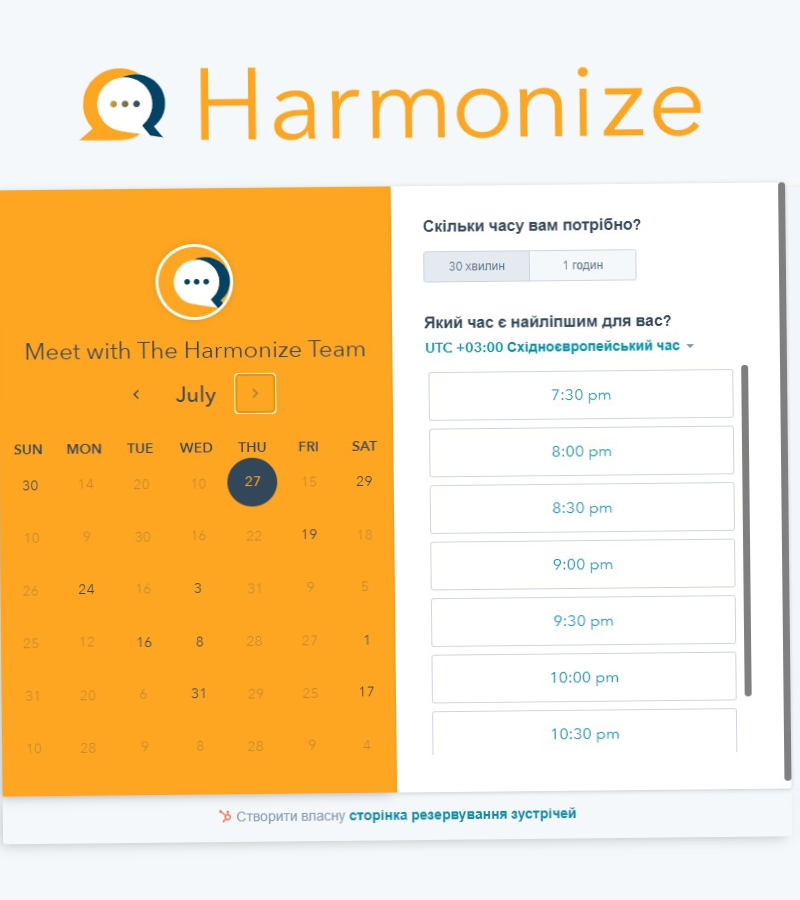 Harmonize
Meet with The Harmonize Team
July
SUN MON TUE WED THU FRI SAT
30 14 20 10 27 15 29
10 9 30 16 22 19 18
26 24 16 3 31 9 5
25 12 16 8 28 27 1
31 20 6 31 29 25 17
10 28 9 8 28 9 4
Скільки часу вам потрібно?
30 хвилин 1 годин
Який час є найліпшим для вас?
UTC +03:00 Східноєвропейський час
7:30 pm
8:00 pm
8:30 pm
9:00 pm
9:30 pm
10:00 pm
10:30 pm
Створити власну сторінка резервування зустрічей